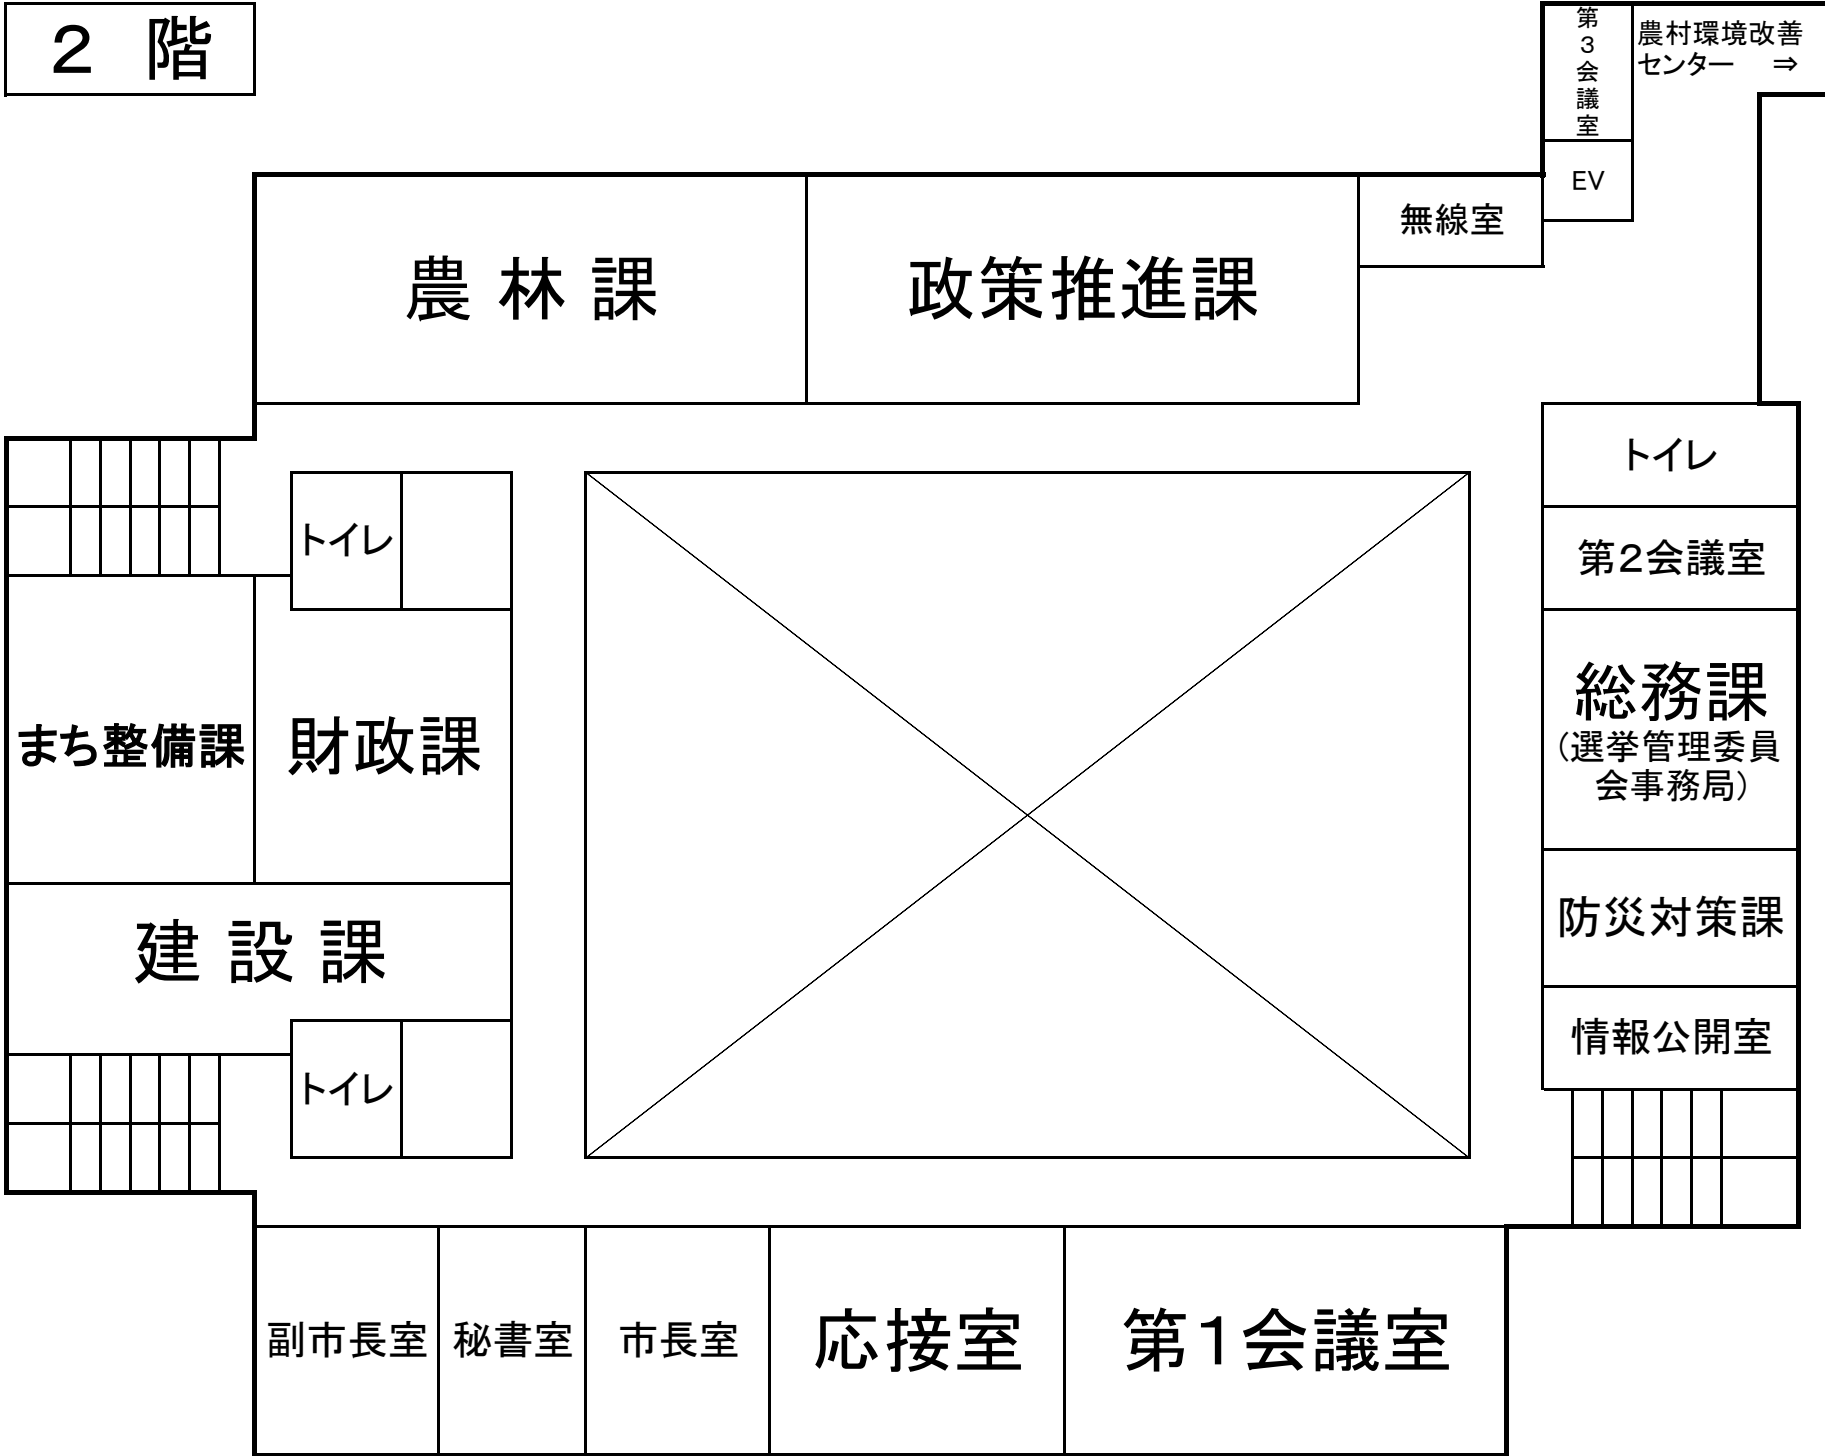 ２　階
第３会議室
農村環境改善
センター　⇒
EV
無線室
農 林 課
政策推進課
トイレ
トイレ
第2会議室
まち整備課
財政課
総務課
（選挙管理委員
会事務局）
建 設 課
防災対策課
情報公開室
トイレ
副市長室
秘書室
市長室
応接室
第１会議室